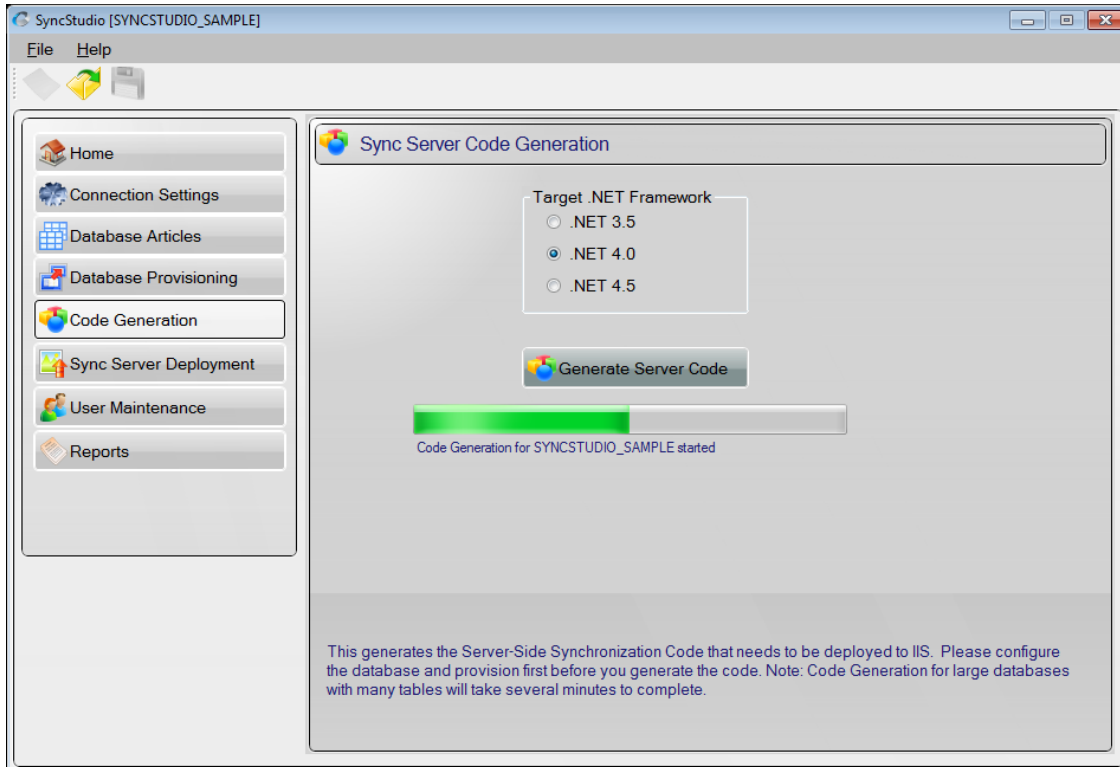 SyncStudio [SYNCSTUDIO_SAMPLE]
File Help
Home
Connection Settings
Database Articles
Database Provisioning
Code Generation
Sync Server Deployment
User Maintenance
Reports
Sync Server Code Generation
Target .NET Framework
.NET 3.5
.NET 4.0
.NET 4.5
Generate Server Code
Code Generation for SYNCSTUDIO_SAMPLE started
This generates the Server-Side Synchronization Code that needs to be deployed to IIS. Please configure
the database and provision first before you generate the code. Note: Code Generation for large databases
with many tables will take several minutes to complete.